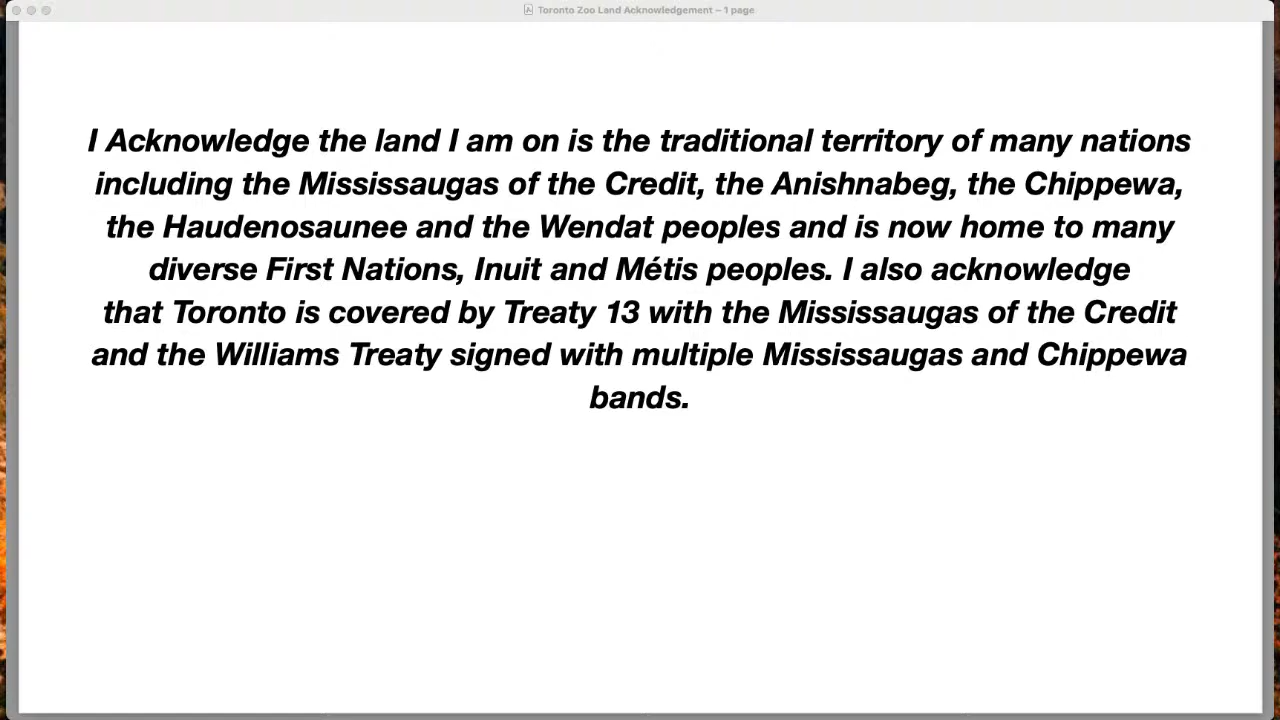 Toronto Zoo Land Acknowledgement – 1 page
I Acknowledge the land I am on is the traditional territory of many nations
including the Mississaugas of the Credit, the Anishnabeg, the Chippewa,
the Haudenosaunee and the Wendat peoples and is now home to many
diverse First Nations, Inuit and Métis peoples. I also acknowledge
that Toronto is covered by Treaty 13 with the Mississaugas of the Credit
and the Williams Treaty signed with multiple Mississaugas and Chippewa
bands.